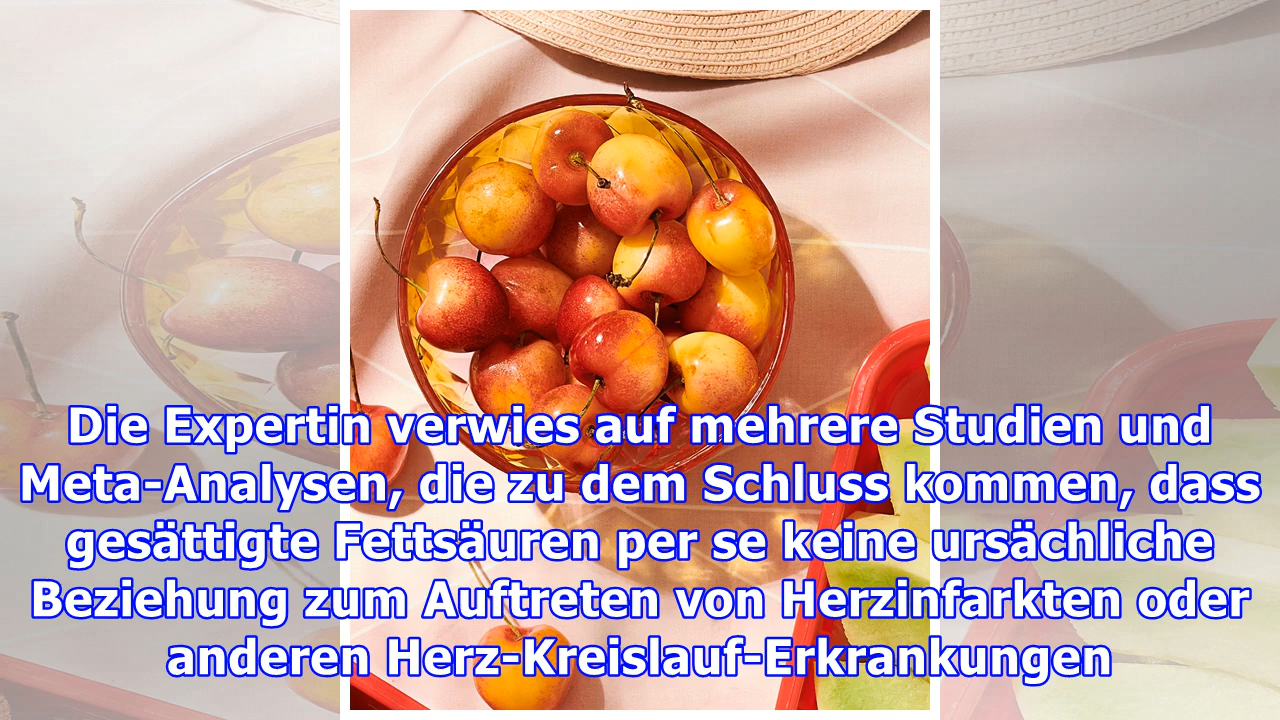 Die Expertin verwies auf mehrere Studien und
Meta-Analysen, die zu dem Schluss kommen, dass
gesättigte Fettsäuren per se keine ursächliche
Beziehung zum Auftreten von Herzinfarkten oder
anderen Herz-Kreislauf-Erkrankungen